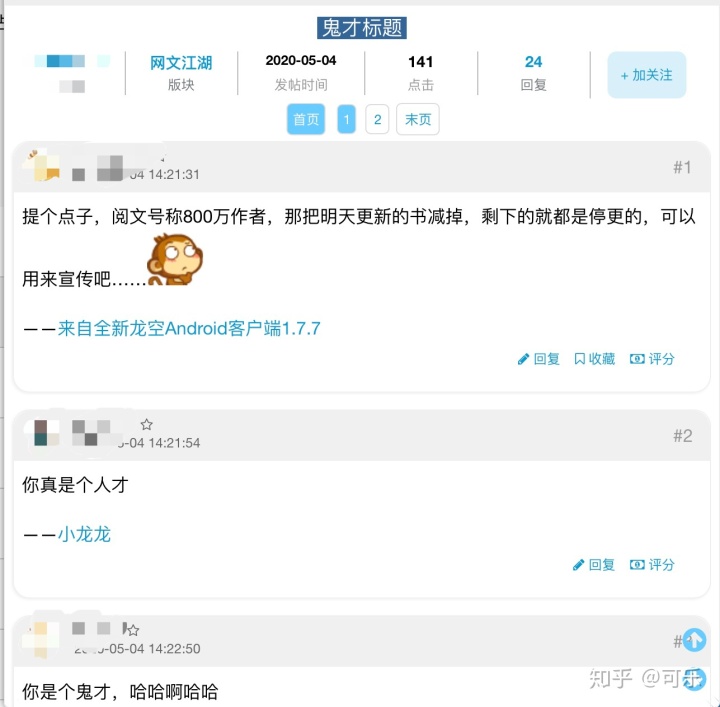 鬼才标题
网文江湖
版块
2020-05-04
发帖时间
141
点击
24
回复
+ 加关注
首页 1 2 末页
04 14:21:31 #1
提个点子，阅文号称800万作者，那把明天更新的书减掉，剩下的就都是停更的，可以
用来宣传吧......
——来自全新龙空Android客户端1.7.7
回复 收藏 评分
-04 14:21:54 #2
你真是个人才
——小龙龙
回复 评分
-05-04 14:22:50 #
你是个鬼才，哈哈啊哈哈
知乎 @可乐